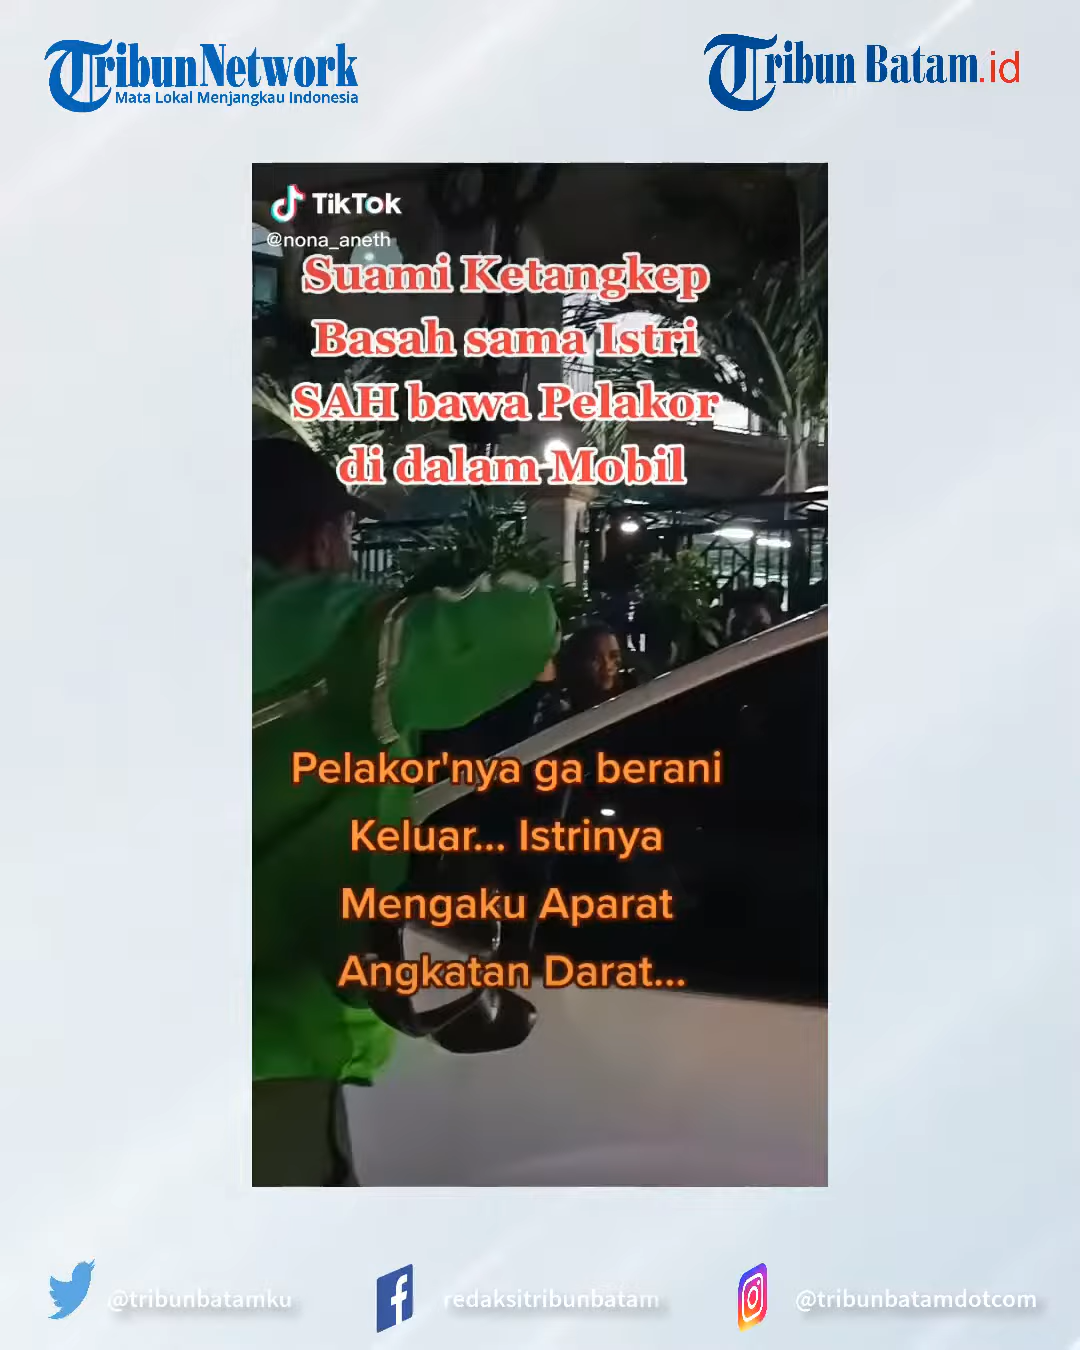 TribunNetwork
Mata Lokal Menjangkau Indonesia
Tribun Batam.id
TikTok
@nona_aneth
Suami Ketangkep
Basah sama Istri
SAH bawa Pelakor
di dalam Mobil
Pelakor'nya ga berani
Keluar... Istrinya
Mengaku Aparat
Angkatan Darat...
@tribunbatamku
redaksitribunbatam
@tribunbatamdotcom